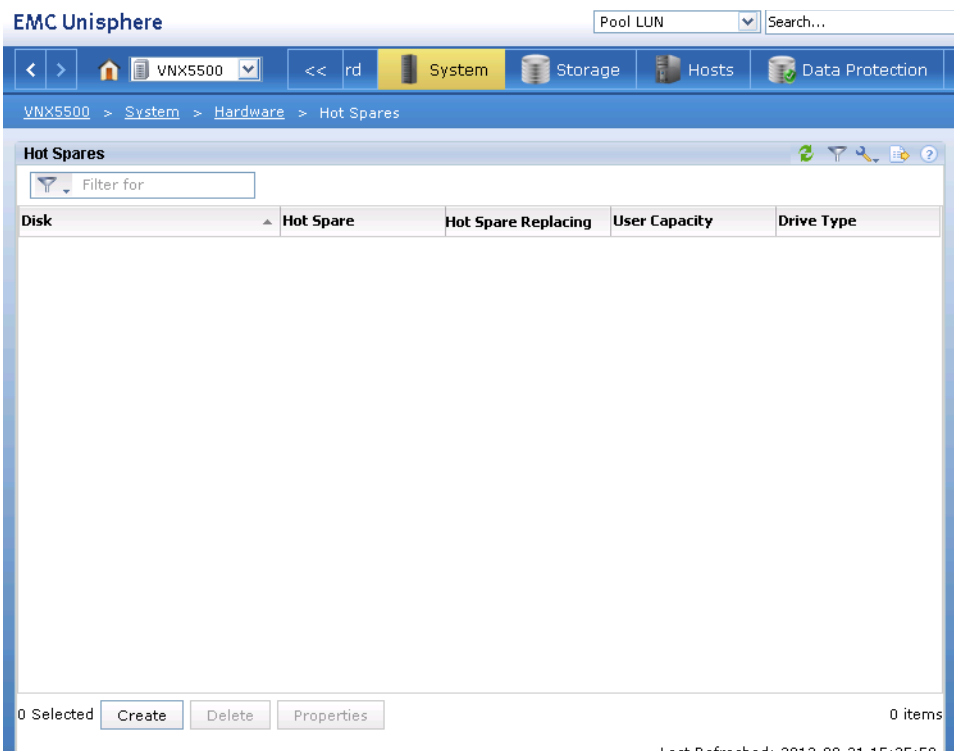 EMC Unisphere
Pool LUN
Search...
VNX5500
<<
rd
System
Storage
Hosts
Data Protection
VNX5500 > System > Hardware > Hot Spares
Hot Spares
Filter for
Disk
Hot Spare
Hot Spare Replacing
User Capacity
Drive Type
0 Selected
Create
Delete
Properties
0 items